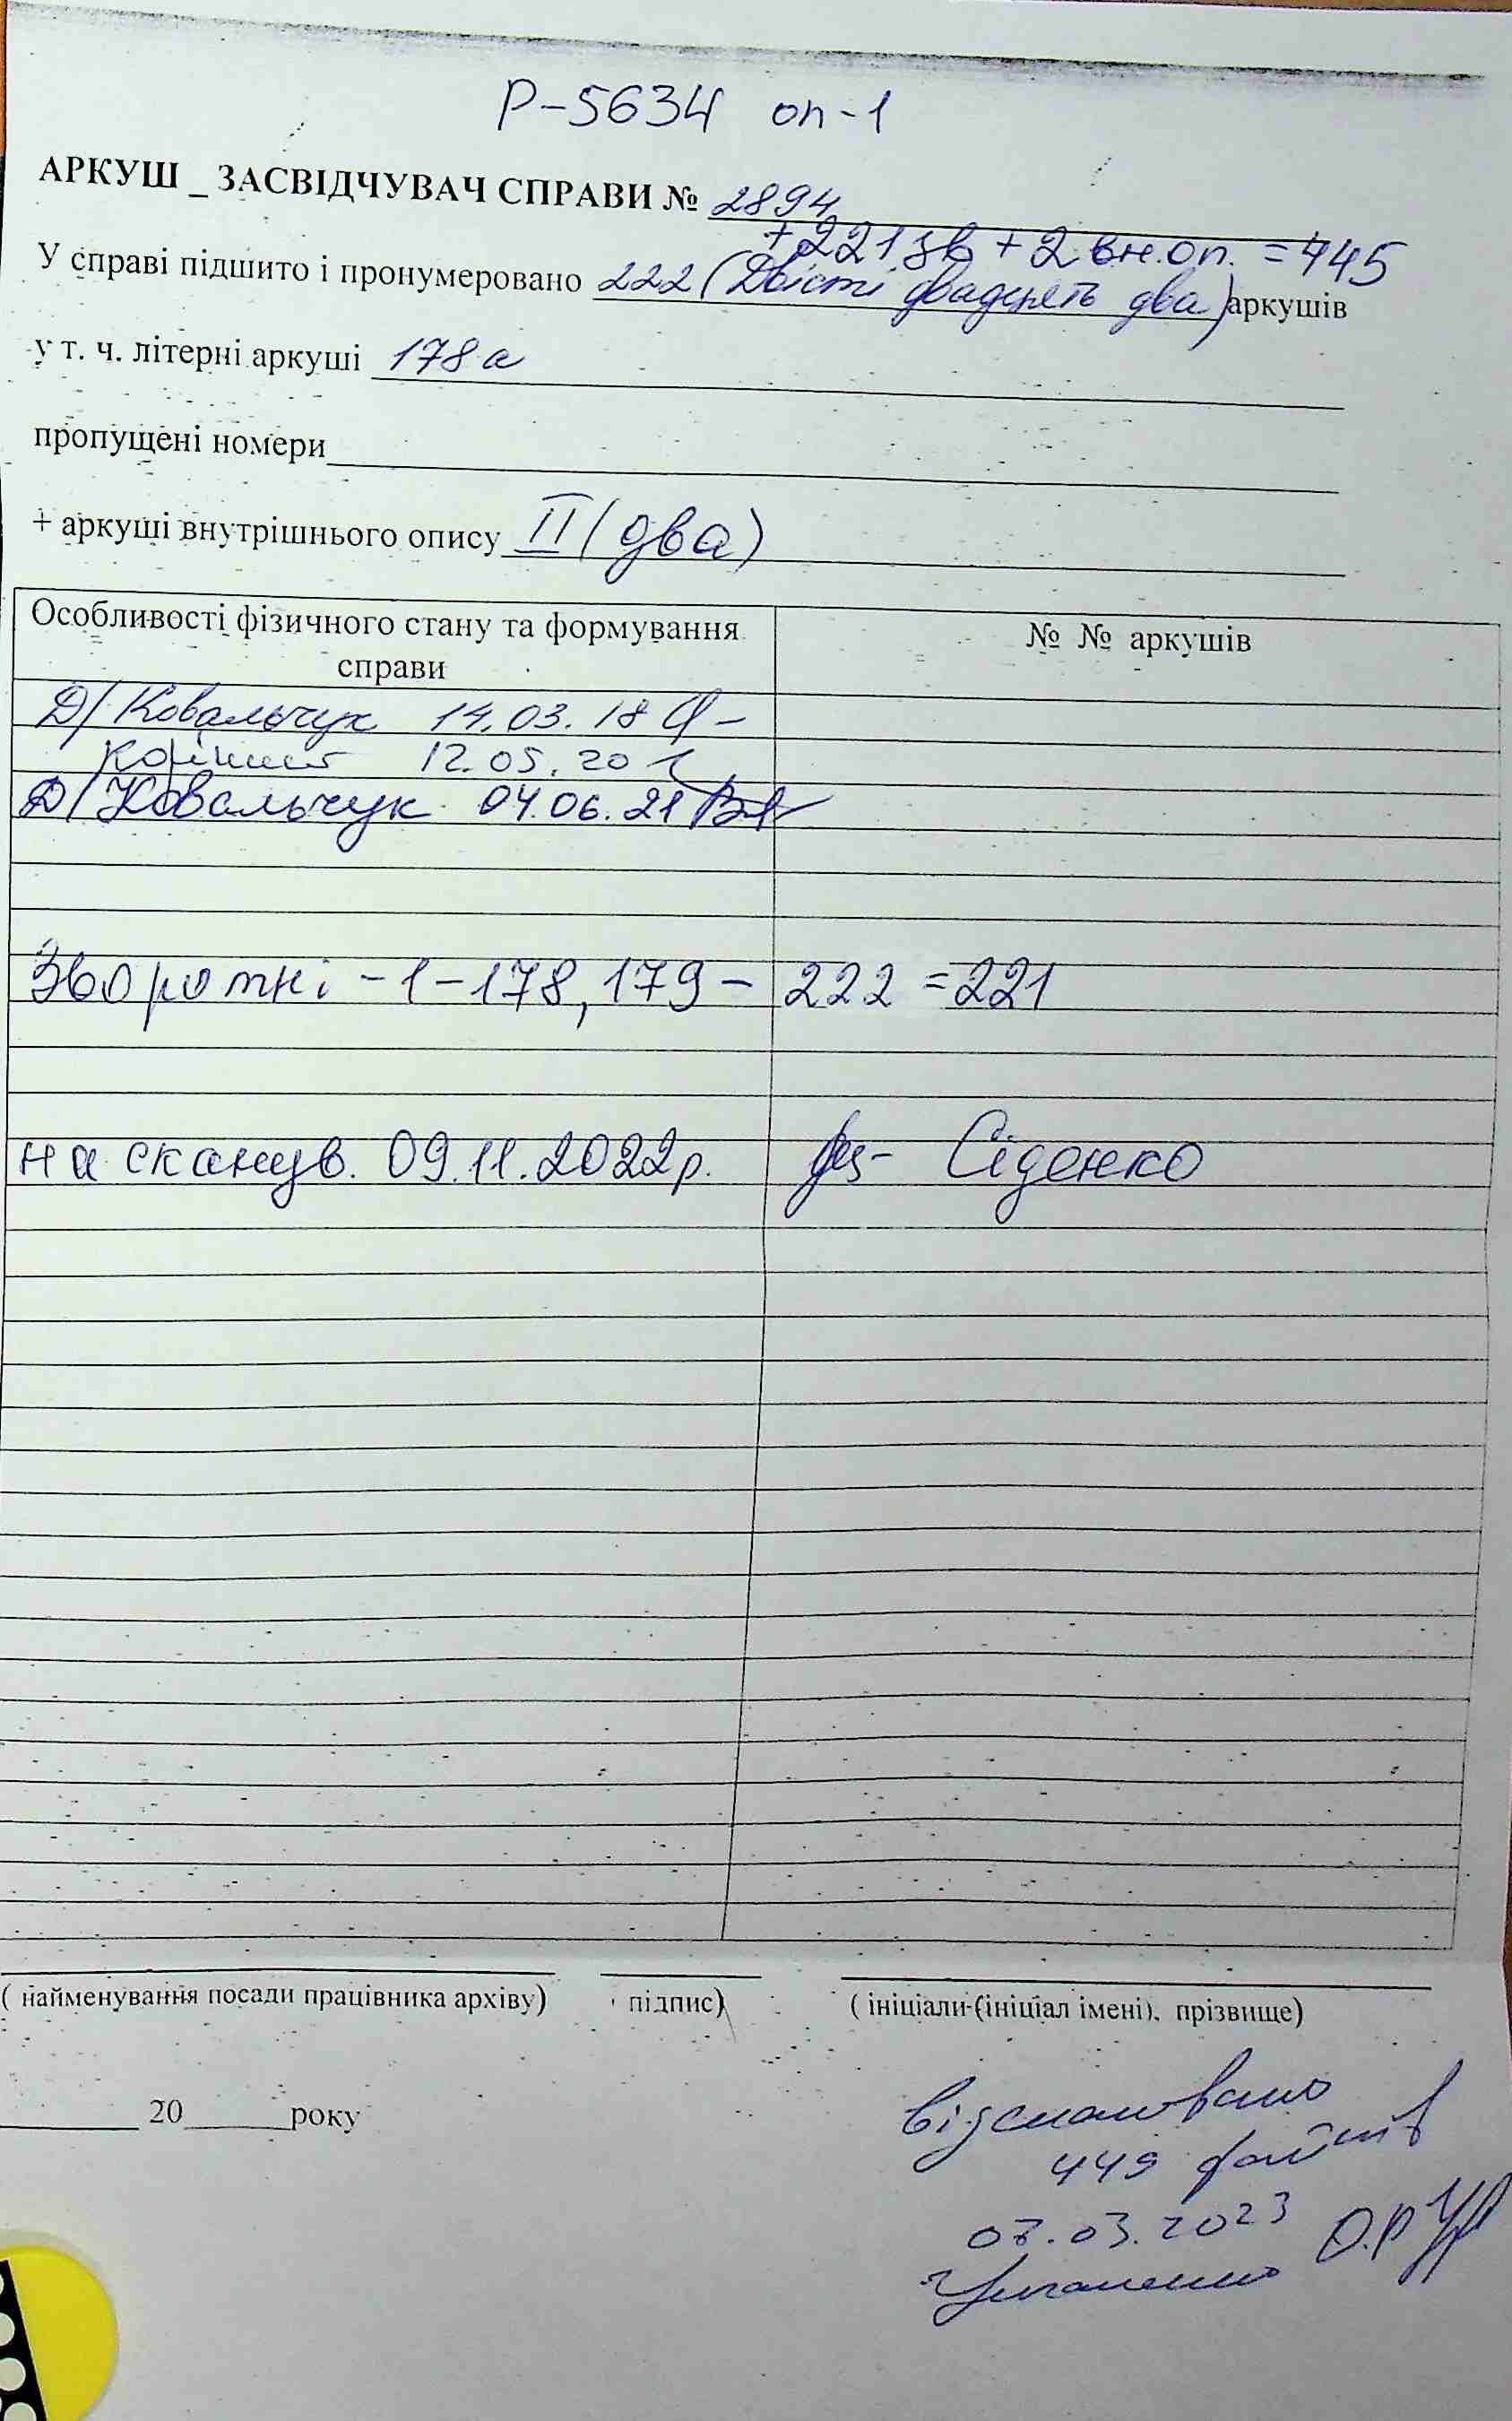 Р-5634 оп-1
АРКУШ _ ЗАСВІДЧУВАЧ СПРАВИ № 2894
+221 зв + 2 вн.оп. = 445
У справі підшито і пронумеровано 222 (Двісті двадцять два) аркушів
у т. ч. літерні аркуші 178а
пропущені номери
+ аркуші внутрішнього опису II (два)
Особливості фізичного стану та формування справи
№ № аркушів
Д/Ковальчук 14.03.18
12.05.20
Д/Ковальчук 04.06.21
Зворотні - 1-178, 179 - 222 = 221
на сканув. 09.11.2022р. Сіденко
( найменування посади працівника архіву)
підпис)
( ініціали (ініціал імені), прізвище)
20 року
Відскановано
449 файлів
07.03.2023